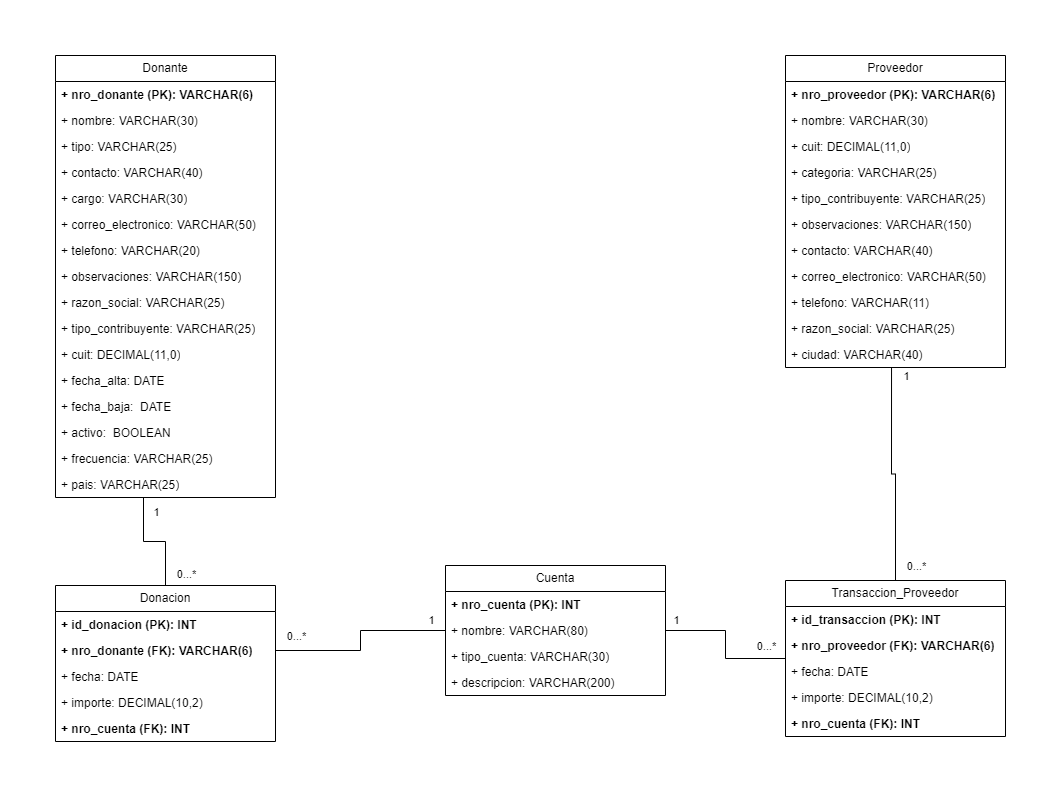 Donante
+ nro_donante (PK): VARCHAR(6)
+ nombre: VARCHAR(30)
+ tipo: VARCHAR(25)
+ contacto: VARCHAR(40)
+ cargo: VARCHAR(30)
+ correo_electronico: VARCHAR(50)
+ telefono: VARCHAR(20)
+ observaciones: VARCHAR(150)
+ razon_social: VARCHAR(25)
+ tipo_contribuyente: VARCHAR(25)
+ cuit: DECIMAL(11,0)
+ fecha_alta: DATE
+ fecha_baja:  DATE
+ activo:  BOOLEAN
+ frecuencia: VARCHAR(25)
+ pais: VARCHAR(25)
1
0...*
Donacion
+ id_donacion (PK): INT
+ nro_donante (FK): VARCHAR(6)
+ fecha: DATE
+ importe: DECIMAL(10,2)
+ nro_cuenta (FK): INT
0...*
1
Cuenta
+ nro_cuenta (PK): INT
+ nombre: VARCHAR(80)
+ tipo_cuenta: VARCHAR(30)
+ descripcion: VARCHAR(200)
1
0...*
Proveedor
+ nro_proveedor (PK): VARCHAR(6)
+ nombre: VARCHAR(30)
+ cuit: DECIMAL(11,0)
+ categoria: VARCHAR(25)
+ tipo_contribuyente: VARCHAR(25)
+ observaciones: VARCHAR(150)
+ contacto: VARCHAR(40)
+ correo_electronico: VARCHAR(50)
+ telefono: VARCHAR(11)
+ razon_social: VARCHAR(25)
+ ciudad: VARCHAR(40)
1
0...*
Transaccion_Proveedor
+ id_transaccion (PK): INT
+ nro_proveedor (FK): VARCHAR(6)
+ fecha: DATE
+ importe: DECIMAL(10,2)
+ nro_cuenta (FK): INT